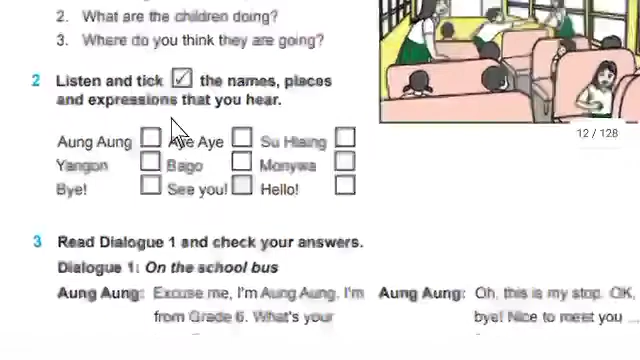 2. What are the children doing?
3. Where do you think they are going?
2 Listen and tick ✓ the names, places
and expressions that you hear.
12 / 128
Aung Aung Aye Aye Su Hlaing
Yangon Bago Monywa
Bye! See you! Hello!
3 Read Dialogue 1 and check your answers.
Dialogue 1: On the school bus
Aung Aung: Excuse me, I'm Aung Aung. I'm
from Grade 6. What's your
Aung Aung: Oh, this is my stop. OK,
bye! Nice to meet you ...